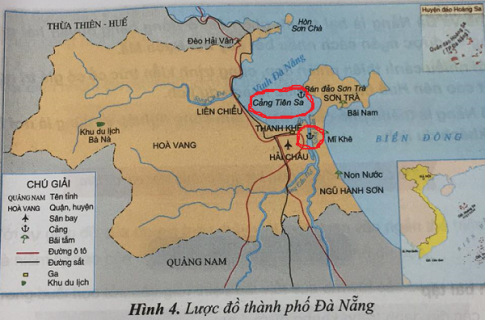 Huyện đảo Hoàng Sa
THỪA THIÊN - HUẾ
Hòn
Sơn Chà
Đèo Hải Vân
Quần đảo Hoàng Sa
Vịnh Đà Nẵng
Bán đảo Sơn Trà
SƠN TRÀ
Cảng Tiên Sa
LIÊN CHIỂU
Bãi Nam
THANH KHÊ
Mĩ Khê
BIỂN ĐÔNG
Khu du lịch
Bà Nà
HOÀ VANG
HẢI CHÂU
Non Nước
NGŨ HÀNH SƠN
CHÚ GIẢI
QUẢNG NAM Tên tỉnh
HOÀ VANG Quận, huyện
Sân bay
Cảng
Bãi tắm
Đường ô tô
Đường sắt
Ga
Khu du lịch
QUẢNG NAM
Hình 4. Lược đồ thành phố Đà Nẵng